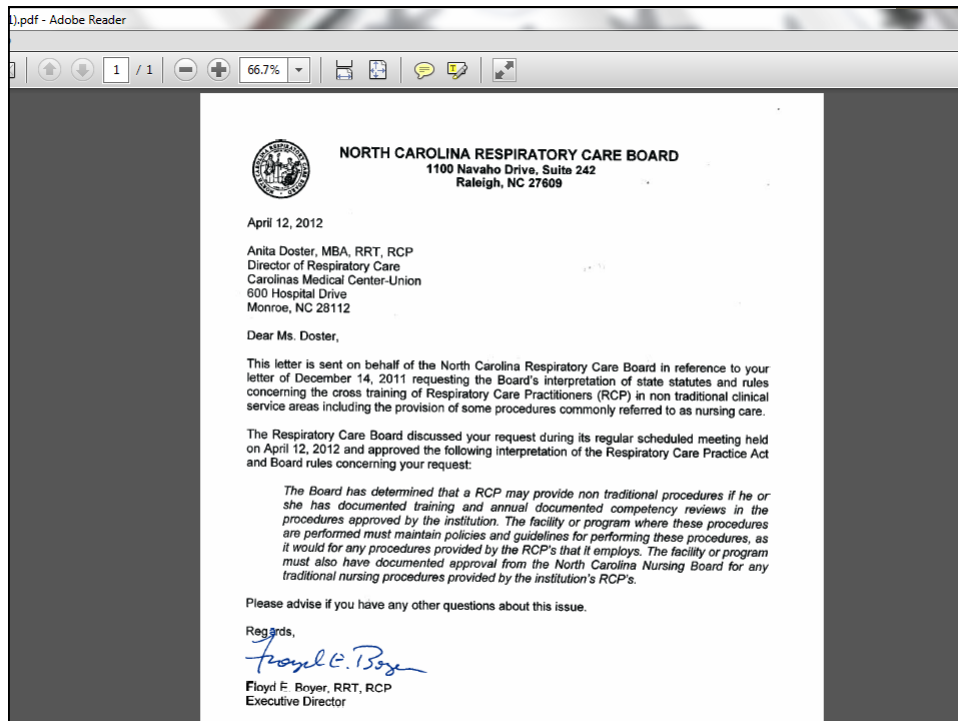 1).pdf - Adobe Reader
1 / 1
66.7%
NORTH CAROLINA RESPIRATORY CARE BOARD
1100 Navaho Drive, Suite 242
Raleigh, NC 27609
April 12, 2012
Anita Doster, MBA, RRT, RCP
Director of Respiratory Care
Carolinas Medical Center-Union
600 Hospital Drive
Monroe, NC 28112
Dear Ms. Doster,
This letter is sent on behalf of the North Carolina Respiratory Care Board in reference to your
letter of December 14, 2011 requesting the Board's interpretation of state statutes and rules
concerning the cross training of Respiratory Care Practitioners (RCP) in non traditional clinical
service areas including the provision of some procedures commonly referred to as nursing care.
The Respiratory Care Board discussed your request during its regular scheduled meeting held
on April 12, 2012 and approved the following interpretation of the Respiratory Care Practice Act
and Board rules concerning your request:
The Board has determined that a RCP may provide non traditional procedures if he or
she has documented training and annual documented competency reviews in the
procedures approved by the institution. The facility or program where these procedures
are performed must maintain policies and guidelines for performing these procedures, as
it would for any procedures provided by the RCP's that it employs. The facility or program
must also have documented approval from the North Carolina Nursing Board for any
traditional nursing procedures provided by the institution's RCP's.
Please advise if you have any other questions about this issue.
Regards,
Floyd E. Boyer
Floyd E. Boyer, RRT, RCP
Executive Director